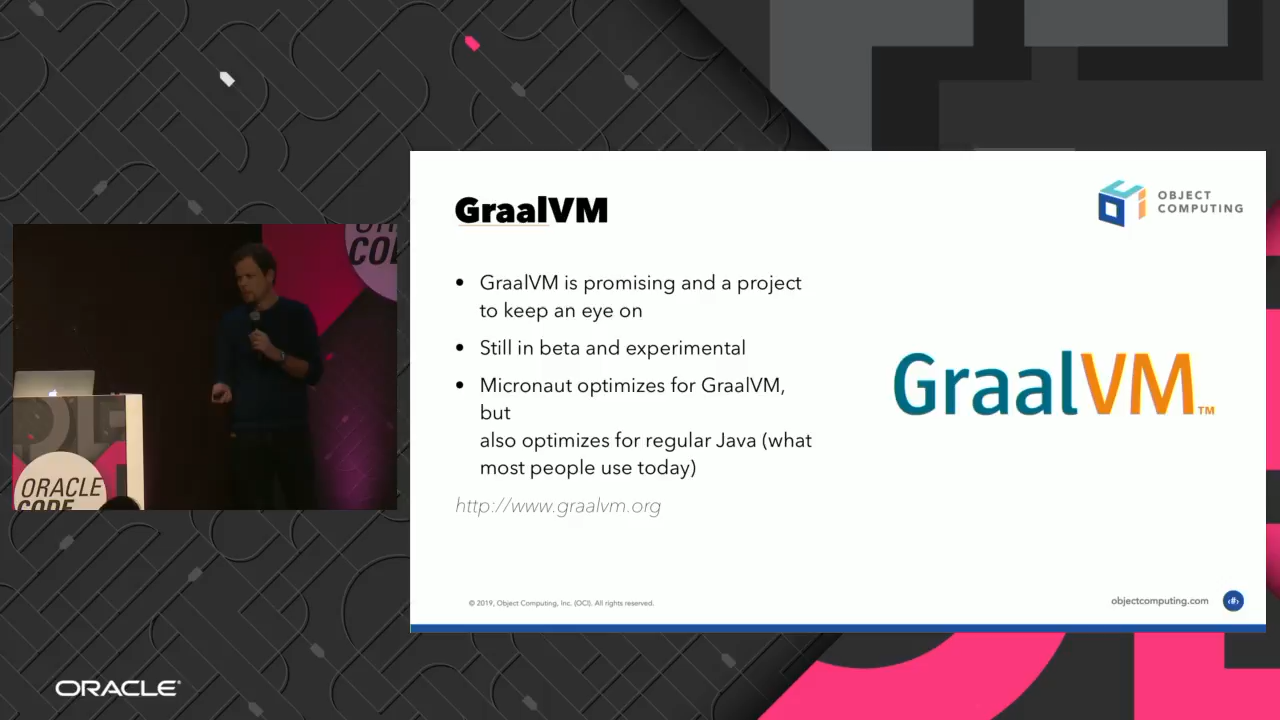 GraalVM
OBJECT
COMPUTING
• GraalVM is promising and a project
to keep an eye on
• Still in beta and experimental
• Micronaut optimizes for GraalVM,
but
also optimizes for regular Java (what
most people use today)
http://www.graalvm.org
GraalVM™
© 2019, Object Computing, Inc. (OCI). All rights reserved.
objectcomputing.com
‹#›
ORACLE
CODE
ORACLE